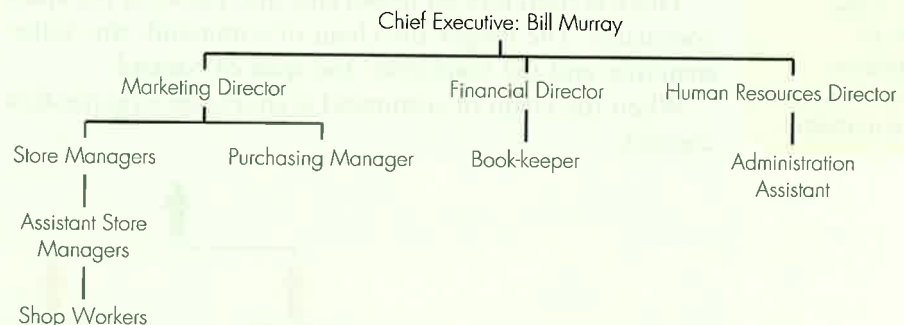 Chief Executive: Bill Murray
Marketing Director
Financial Director
Human Resources Director
Store Managers
Purchasing Manager
Book-keeper
Administration
Assistant
Assistant Store
Managers
Shop Workers